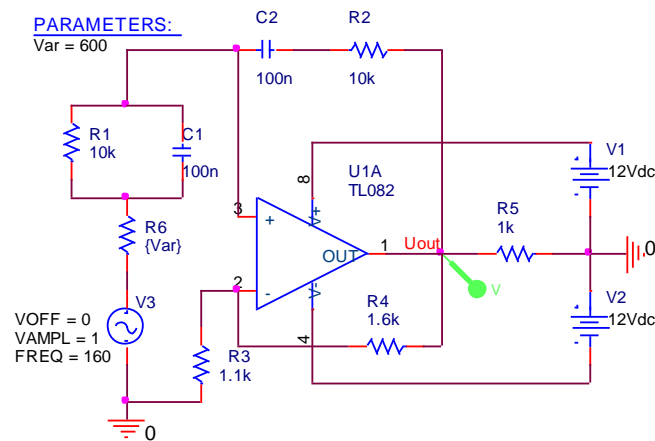 PARAMETERS:
Var = 600
C2
100n
R2
10k
R1
10k
C1
100n
R6
{Var}
V3
VOFF = 0
VAMPL = 1
FREQ = 160
0
R3
1.1k
U1A
TL082
3
+
2
-
8
V+
OUT
1
V-
4
Uout
V
R4
1.6k
R5
1k
V1
12Vdc
0
V2
12Vdc